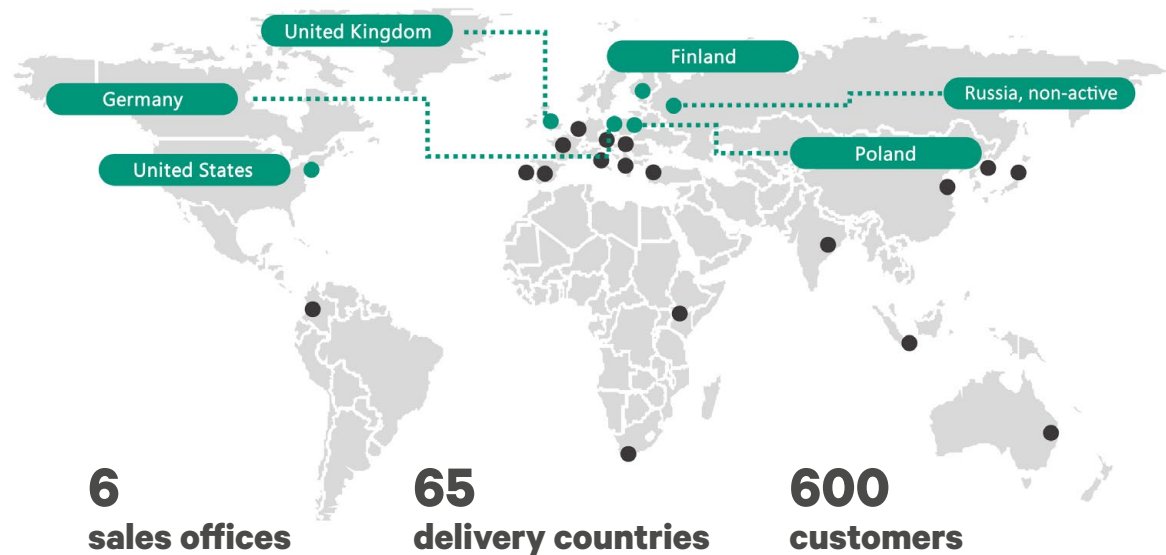 United Kingdom
Finland
Germany
Russia, non-active
United States
Poland
6
sales offices
65
delivery countries
600
customers